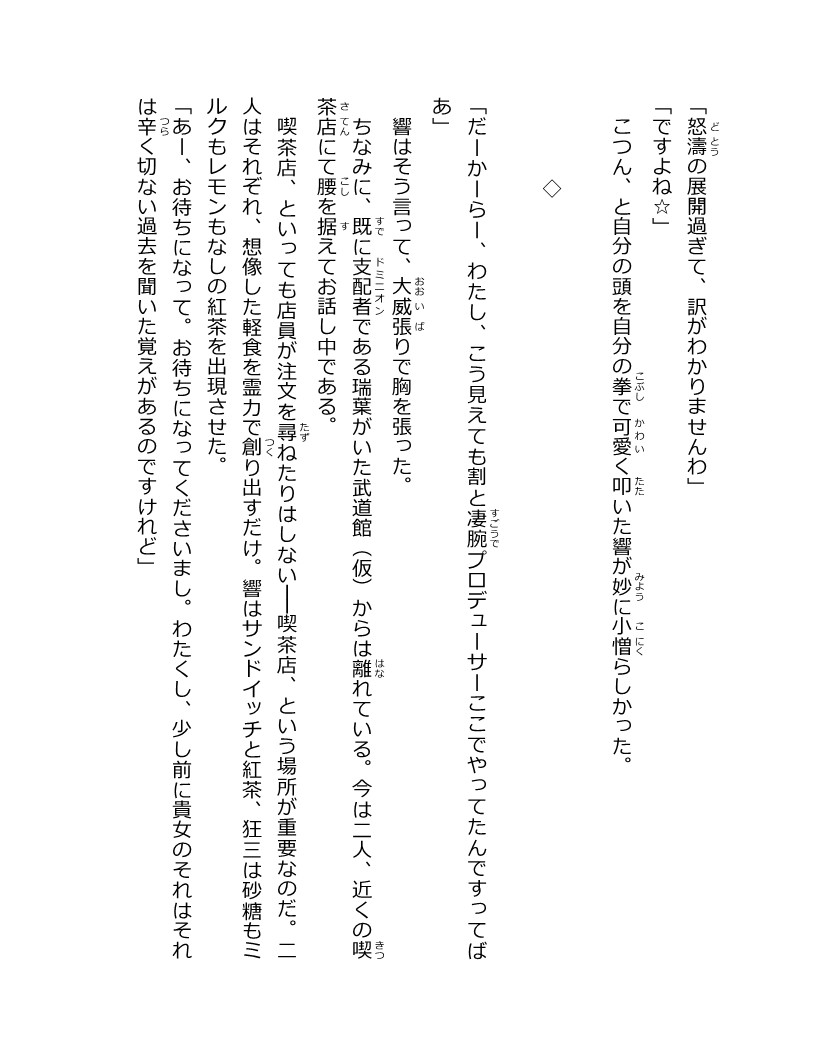 「怒濤の展開過ぎて、訳がわかりませんわ」
「ですよね☆」
こつん、と自分の頭を自分の拳で可愛く叩いた響が妙に小憎らしかった。
◇
「だーかーらー、わたし、こう見えても割と凄腕プロデューサーここでやってたんですってば
あ」
響はそう言って、大威張りで胸を張った。
ちなみに、既に支配者である瑞葉がいた武道館（仮）からは離れている。今は二人、近くの喫
茶店にて腰を据えてお話し中である。
喫茶店、といっても店員が注文を尋ねたりはしない──喫茶店、という場所が重要なのだ。二
人はそれぞれ、想像した軽食を霊力で創り出すだけ。響はサンドイッチと紅茶、狂三は砂糖もミ
ルクもレモンもなしの紅茶を出現させた。
「あー、お待ちになって。お待ちになってくださいまし。わたくし、少し前に貴女のそれはそれ
は辛く切ない過去を聞いた覚えがあるのですけれど」